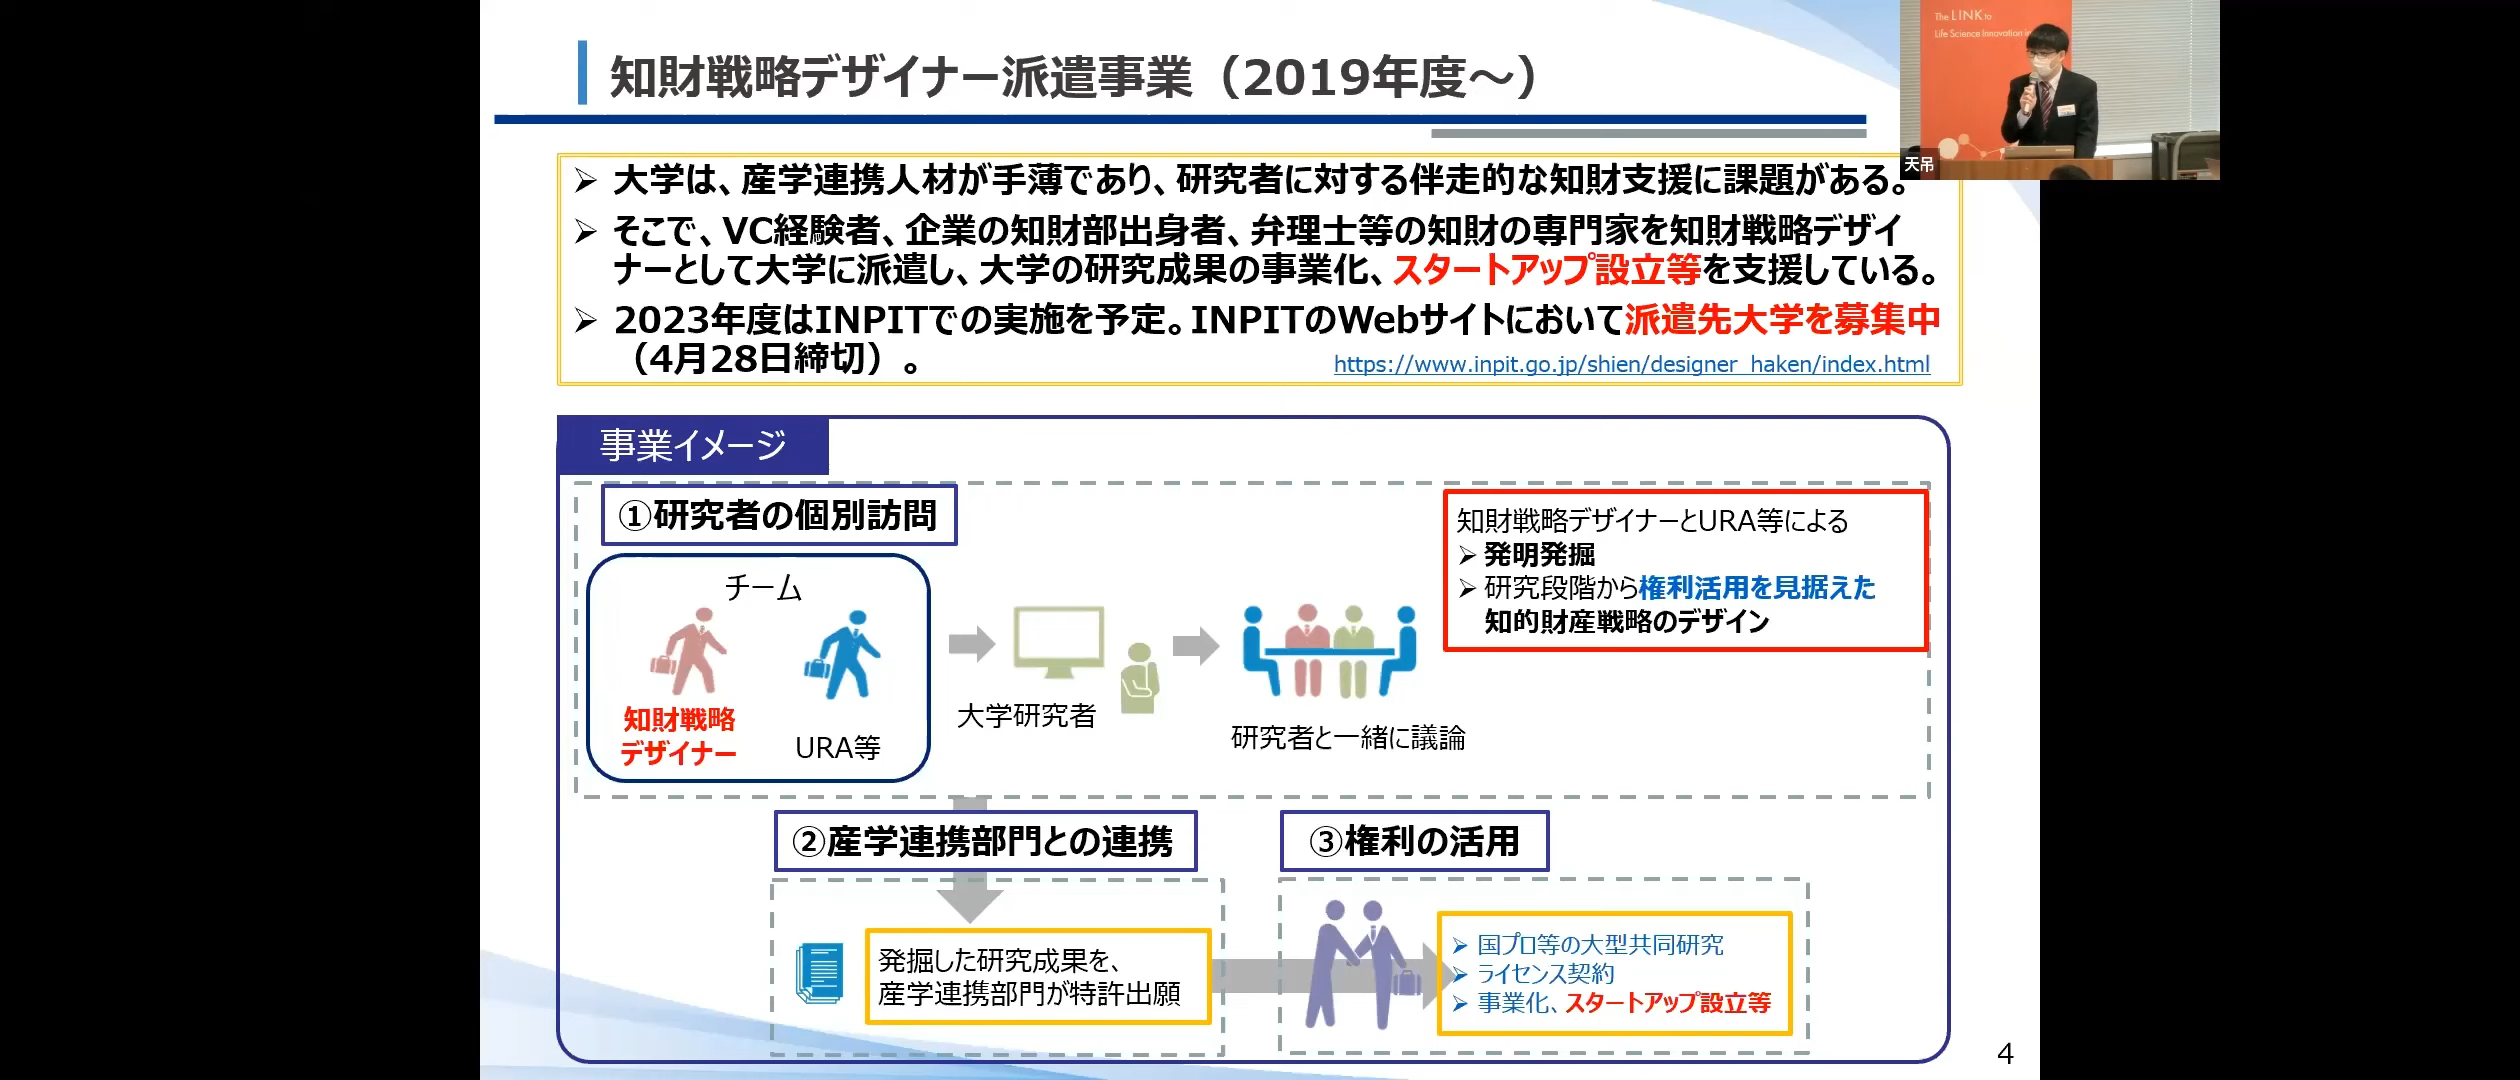 知財戦略デザイナー派遣事業（2019年度～）
The LINK to
Life Science Innovation in
天吊
➢ 大学は、産学連携人材が手薄であり、研究者に対する伴走的な知財支援に課題がある。
➢ そこで、VC経験者、企業の知財部出身者、弁理士等の知財の専門家を知財戦略デザイ
ナーとして大学に派遣し、大学の研究成果の事業化、スタートアップ設立等を支援している。
➢ 2023年度はINPITでの実施を予定。INPITのWebサイトにおいて派遣先大学を募集中
（4月28日締切）。
https://www.inpit.go.jp/shien/designer_haken/index.html
事業イメージ
①研究者の個別訪問
チーム
知財戦略
デザイナー
URA等
大学研究者
研究者と一緒に議論
知財戦略デザイナーとURA等による
➢ 発明発掘
➢ 研究段階から権利活用を見据えた
知的財産戦略のデザイン
②産学連携部門との連携
発掘した研究成果を、
産学連携部門が特許出願
③権利の活用
➢ 国プロ等の大型共同研究
➢ ライセンス契約
➢ 事業化、スタートアップ設立等
4